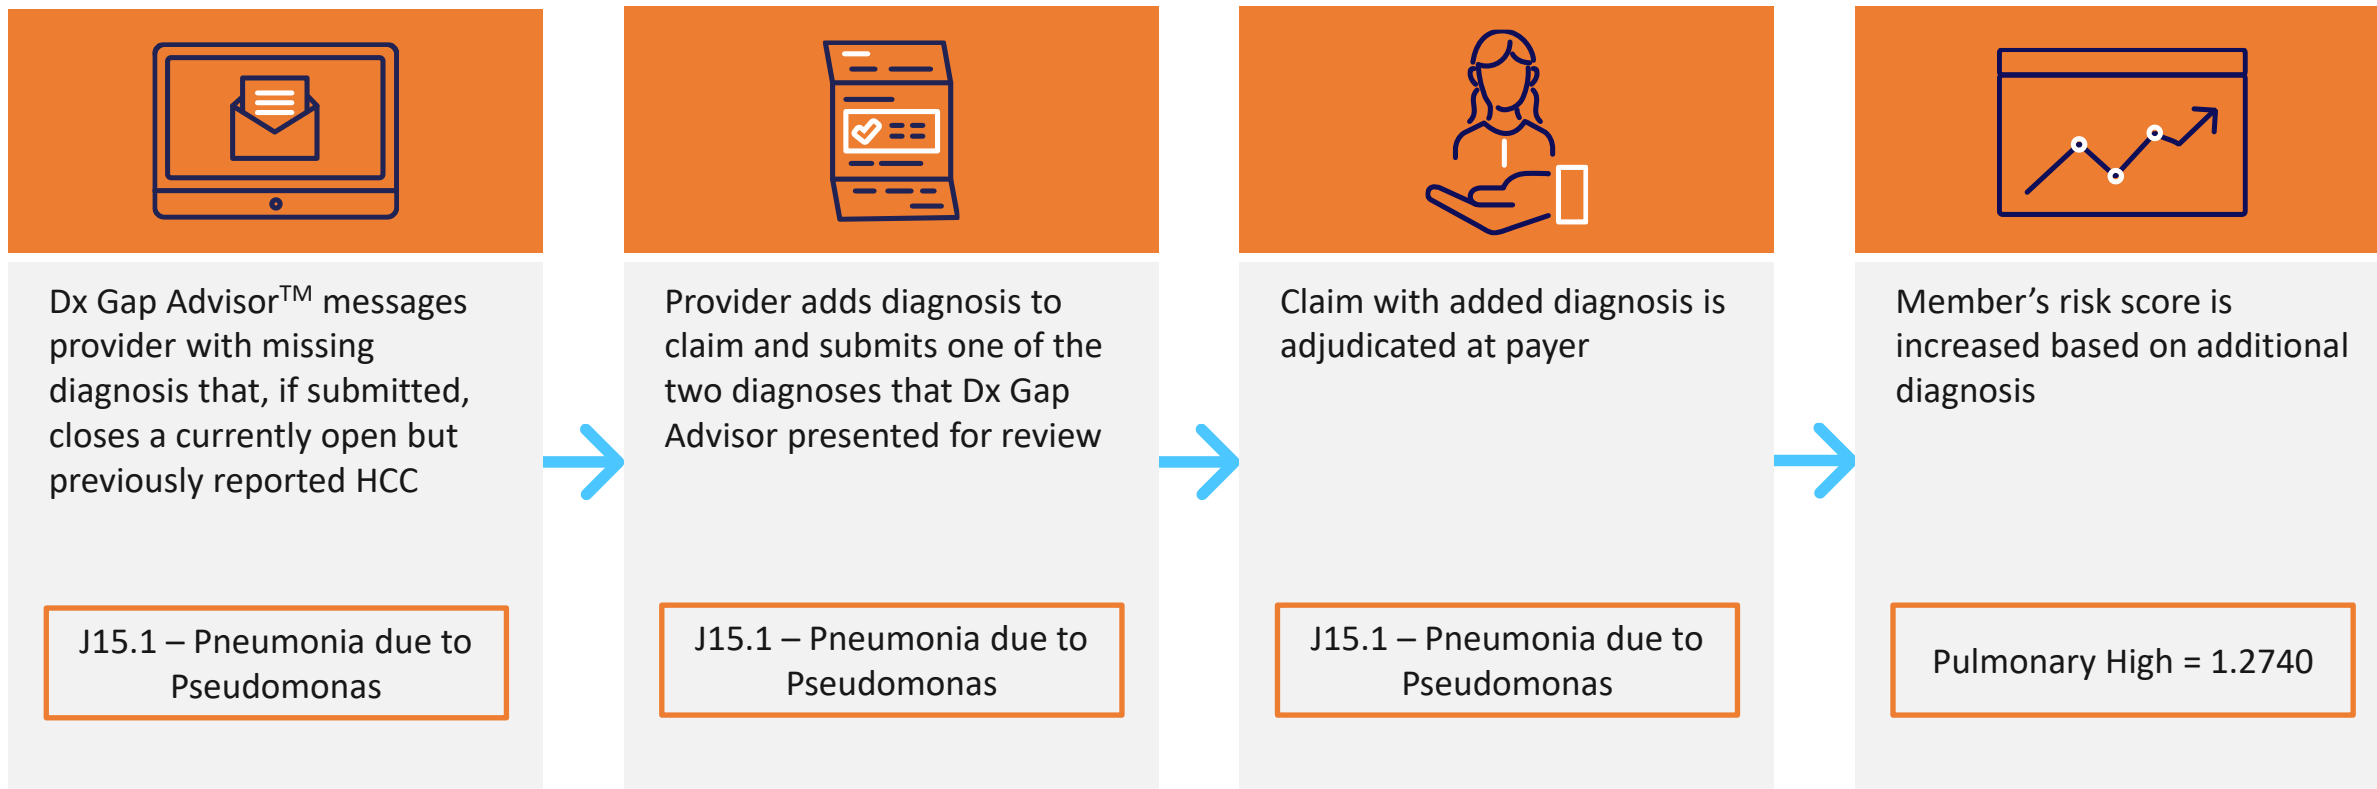 Dx Gap Advisor™ messages
provider with missing
diagnosis that, if submitted,
closes a currently open but
previously reported HCC
J15.1 – Pneumonia due to
Pseudomonas
Provider adds diagnosis to
claim and submits one of the
two diagnoses that Dx Gap
Advisor presented for review
J15.1 – Pneumonia due to
Pseudomonas
Claim with added diagnosis is
adjudicated at payer
J15.1 – Pneumonia due to
Pseudomonas
Member’s risk score is
increased based on additional
diagnosis
Pulmonary High = 1.2740